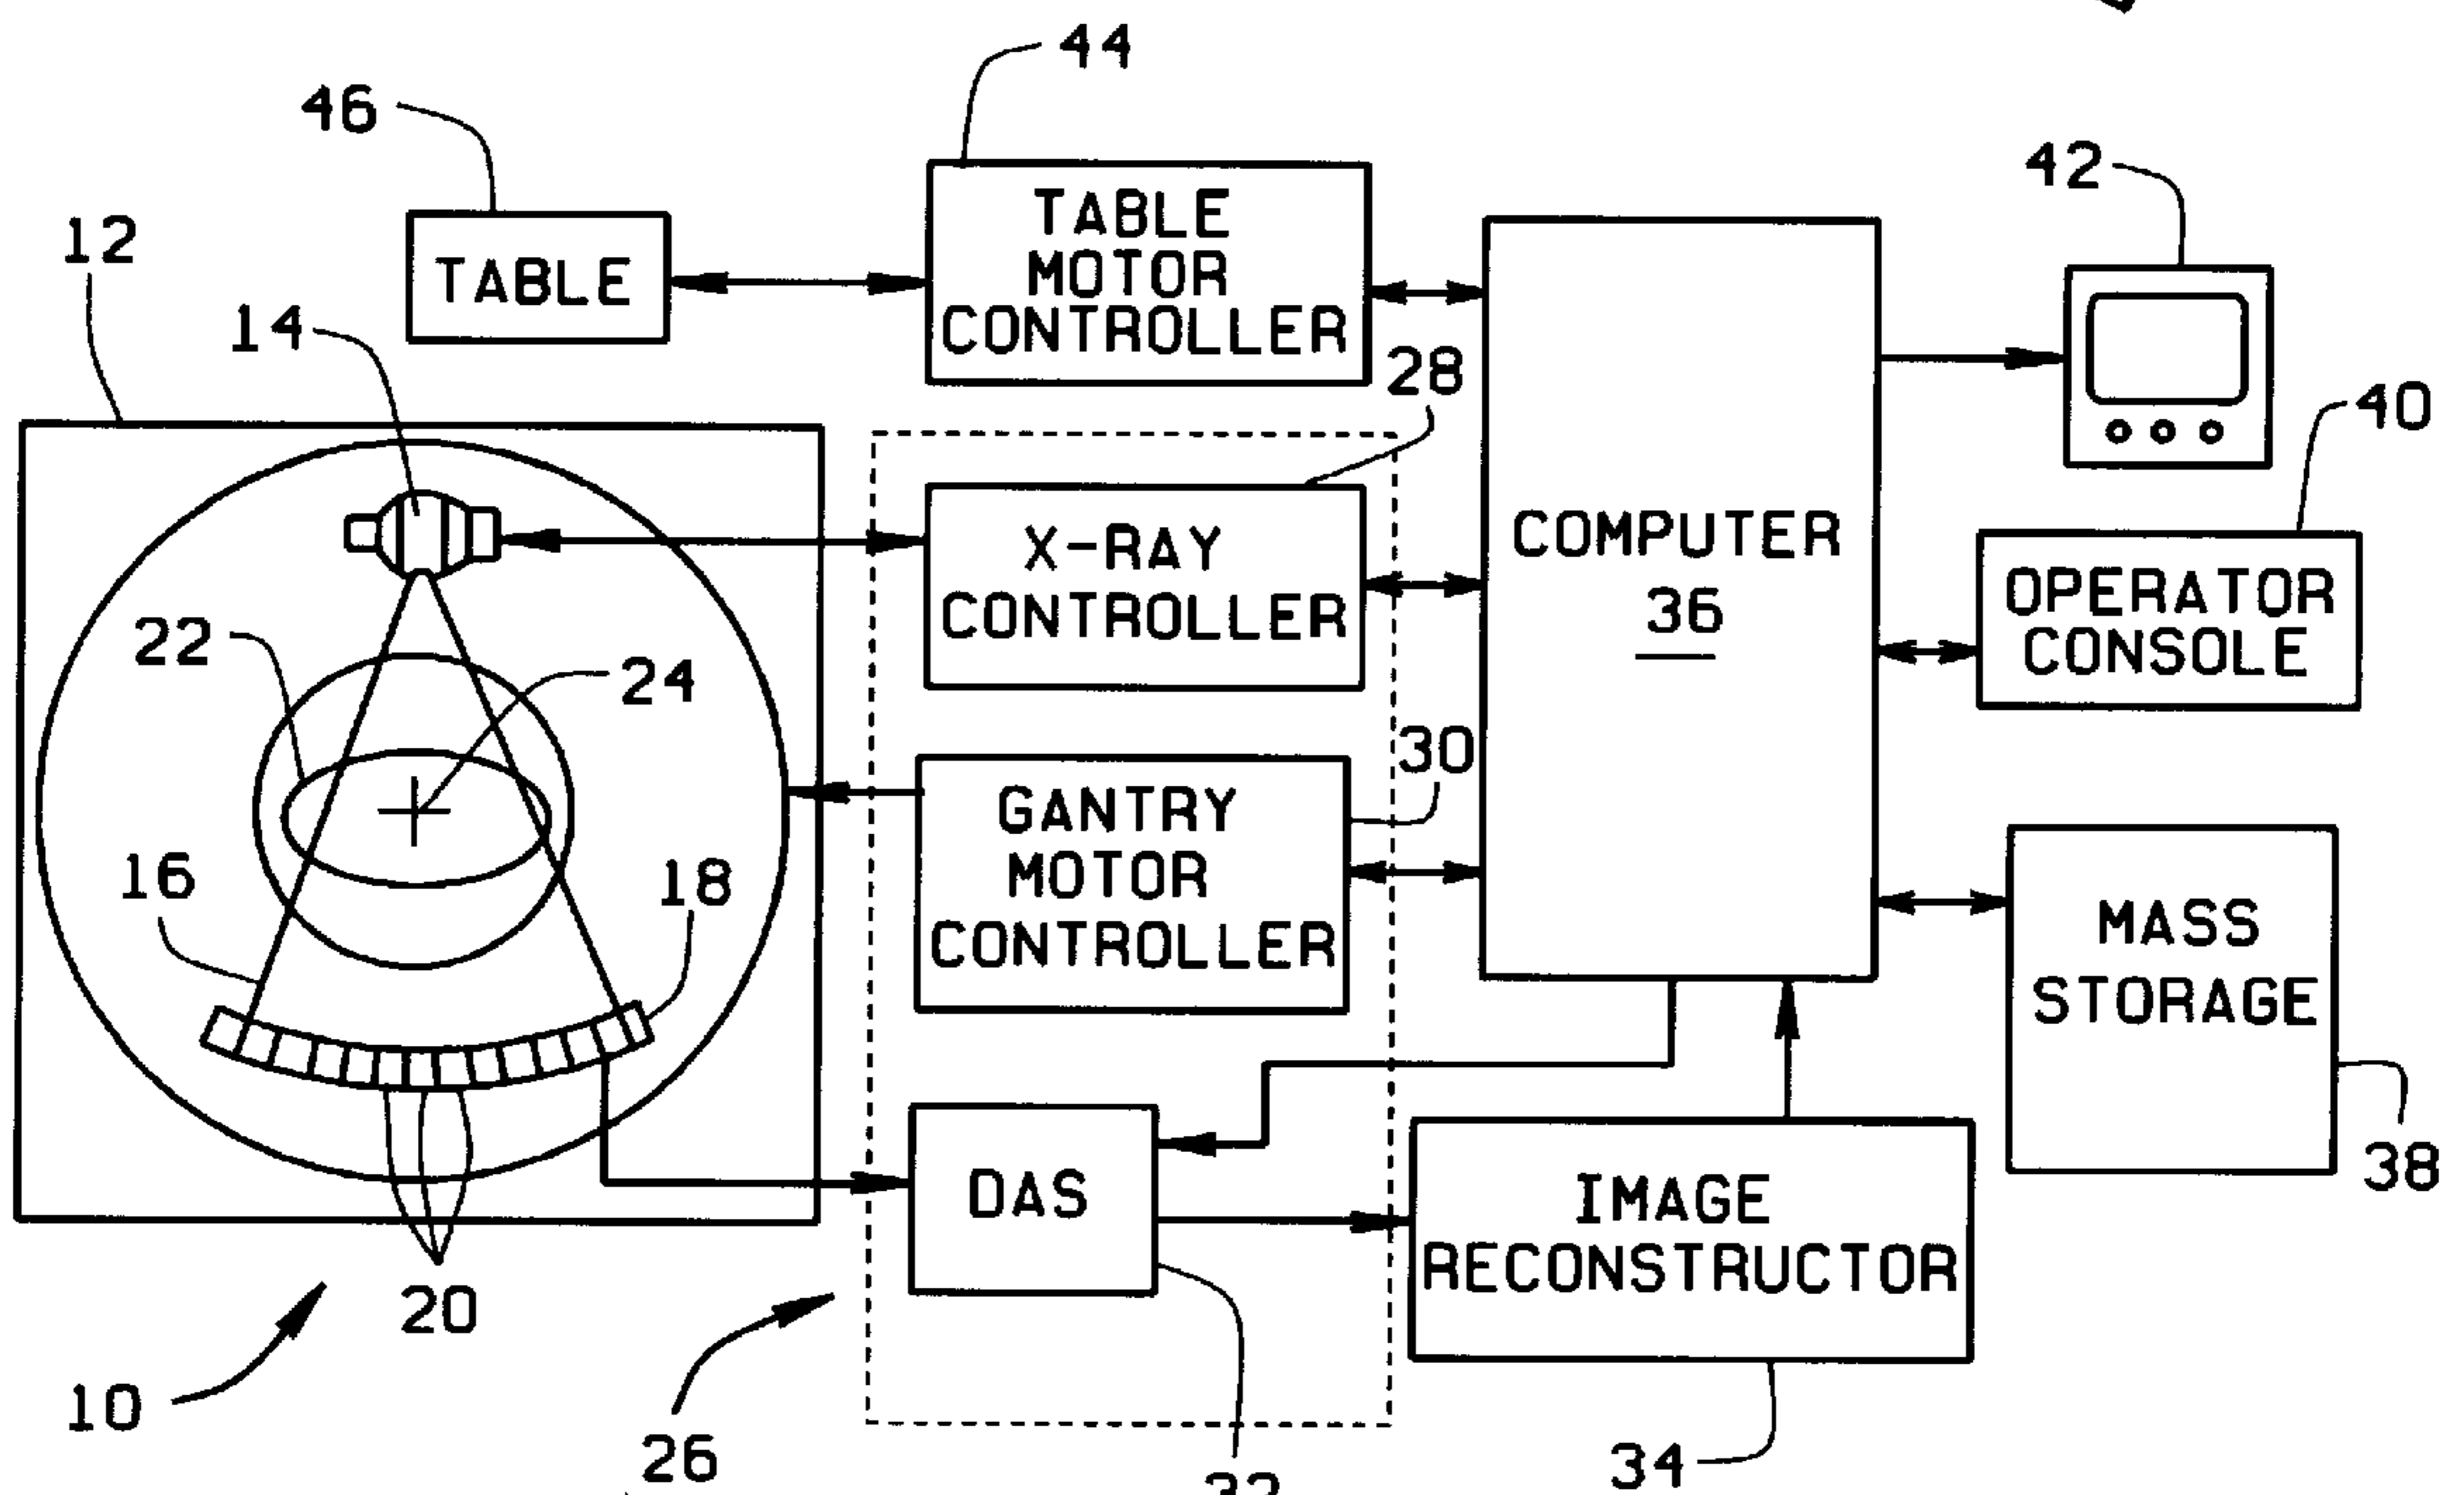 44
46
42
12
TABLE
MOTOR
CONTROLLER
TABLE
14
28
40
COMPUTER
36
X-RAY
CONTROLLER
OPERATOR
CONSOLE
22
24
30
GANTRY
MOTOR
CONTROLLER
16
18
MASS
STORAGE
38
DAS
IMAGE
RECONSTRUCTOR
20
10
26
34
32